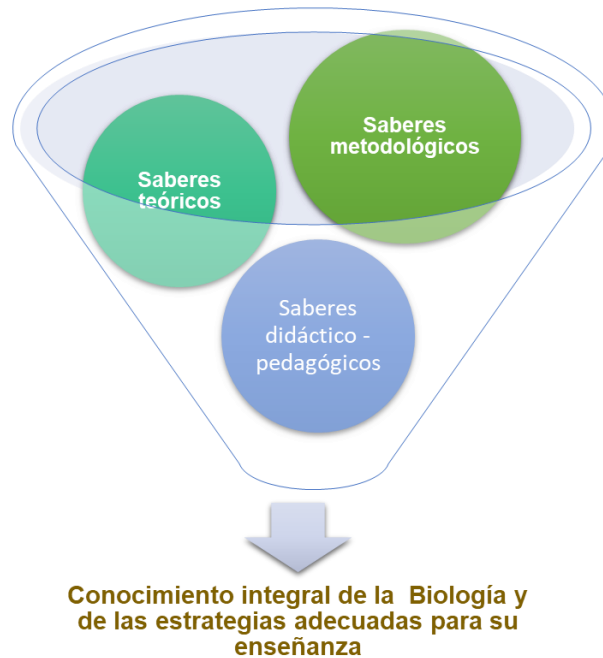 Saberes
metodológicos
Saberes
teóricos
Saberes
didáctico -
pedagógicos
Conocimiento integral de la  Biología y
de las estrategias adecuadas para su
enseñanza